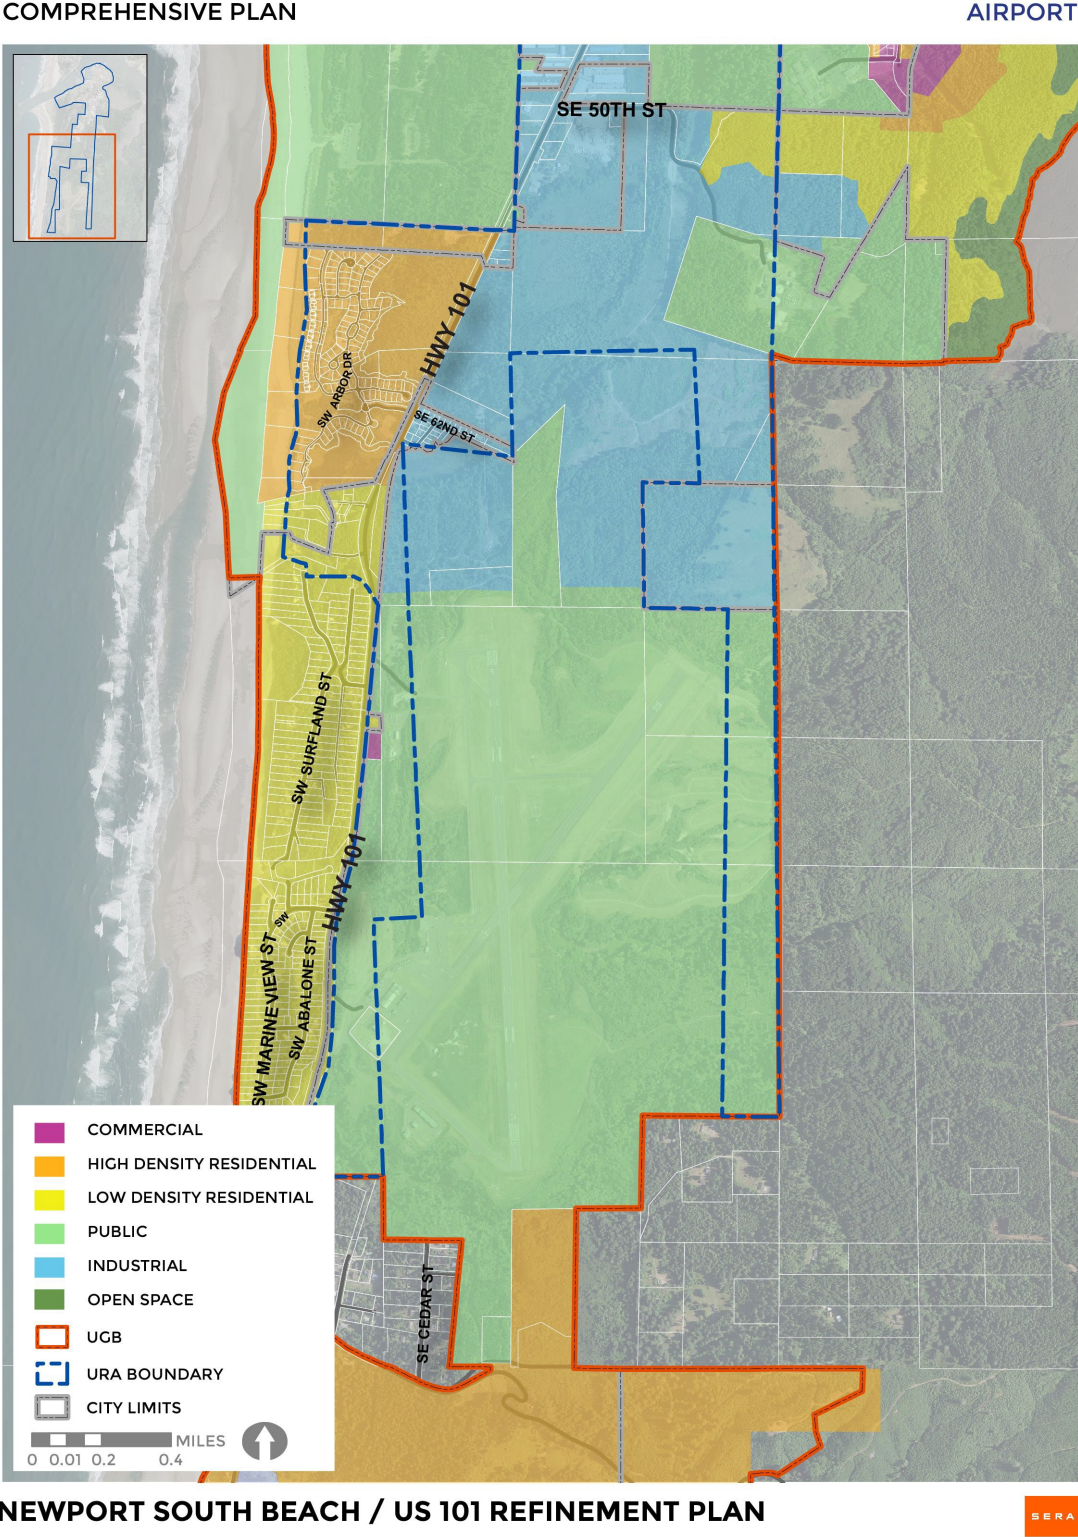 COMPREHENSIVE PLAN
AIRPORT
SE 50TH ST
HWY 101
SW ARBOR DR
SE 62ND ST
SW SURFLAND ST
HWY 101
SW
SW MARINEVIEW ST
SW ABALONE ST
SE CEDAR ST
COMMERCIAL
HIGH DENSITY RESIDENTIAL
LOW DENSITY RESIDENTIAL
PUBLIC
INDUSTRIAL
OPEN SPACE
UGB
URA BOUNDARY
CITY LIMITS
MILES
0 0.01 0.2 0.4
NEWPORT SOUTH BEACH / US 101 REFINEMENT PLAN
SERA